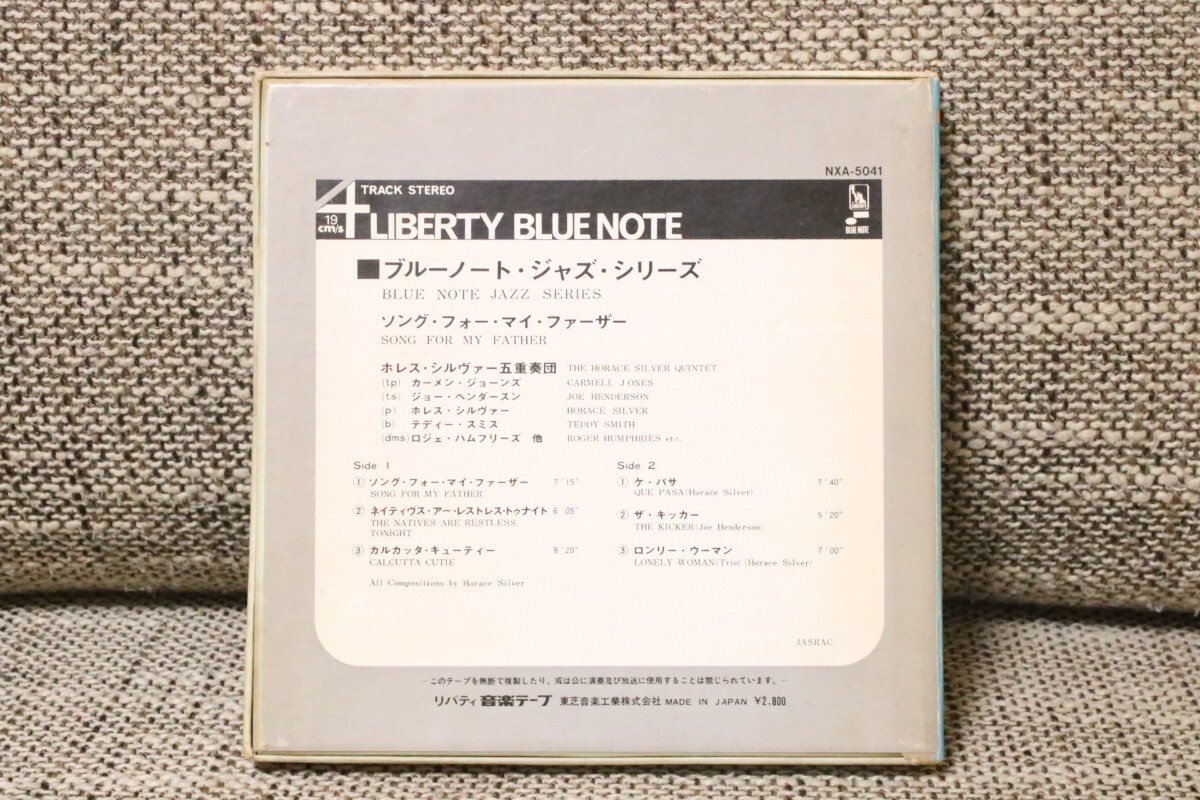 NXA-5041
4 TRACK STEREO
19 cm/s
LIBERTY BLUE NOTE
LIBERTY
BLUE NOTE
■ブルーノート・ジャズ・シリーズ
BLUE NOTE JAZZ SERIES
ソング・フォー・マイ・ファーザー
SONG FOR MY FATHER
ホレス・シルヴァー五重奏団 THE HORACE SILVER QUINTET
(tp) カーメン・ジョーンズ CARMELL JONES
(ts) ジョー・ヘンダースン JOE HENDERSON
(p) ホレス・シルヴァー HORACE SILVER
(b) テディー・スミス TEDDY SMITH
(dms) ロジェ・ハムフリーズ 他 ROGER HUMPHRIES etc.
Side 1
① ソング・フォー・マイ・ファーザー 7'15"
SONG FOR MY FATHER
② ネイティヴス・アー・レストレス・トゥナイト 6'05"
THE NATIVES ARE RESTLESS
TONIGHT
③ カルカッタ・キューティー 8'20"
CALCUTTA CUTIE
All Compositions by Horace Silver
Side 2
① ケ・パサ 7'40"
QUE PASA (Horace Silver)
② ザ・キッカー 5'20"
THE KICKER (Joe Henderson)
③ ロンリー・ウーマン 7'00"
LONELY WOMAN (Trio) (Horace Silver)
JASRAC
−このテープを無断で複製したり、或は公に演奏及び放送に使用することは禁じられています。−
リバティ音楽テープ 東芝音楽工業株式会社 MADE IN JAPAN ¥2,800